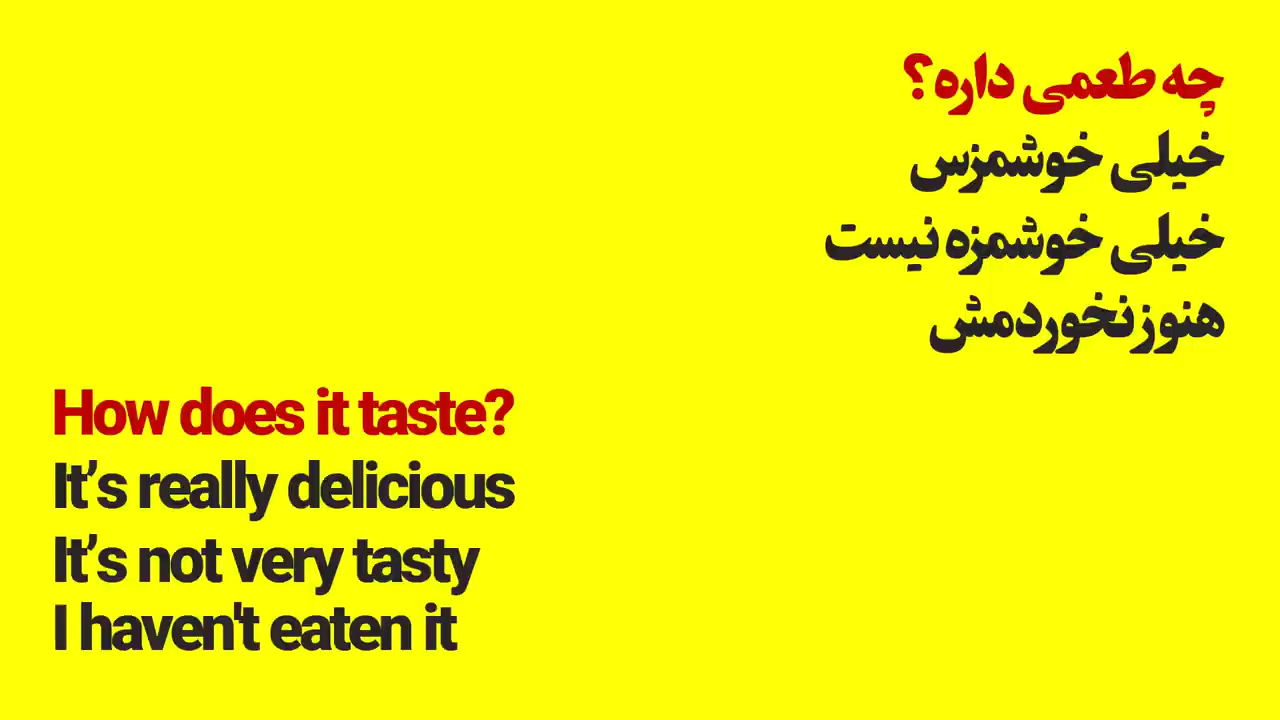 چه طعمی داره؟
خیلی خوشمزس
خیلی خوشمزه نیست
هنوز نخوردمش
How does it taste?
It’s really delicious
It’s not very tasty
I haven't eaten it